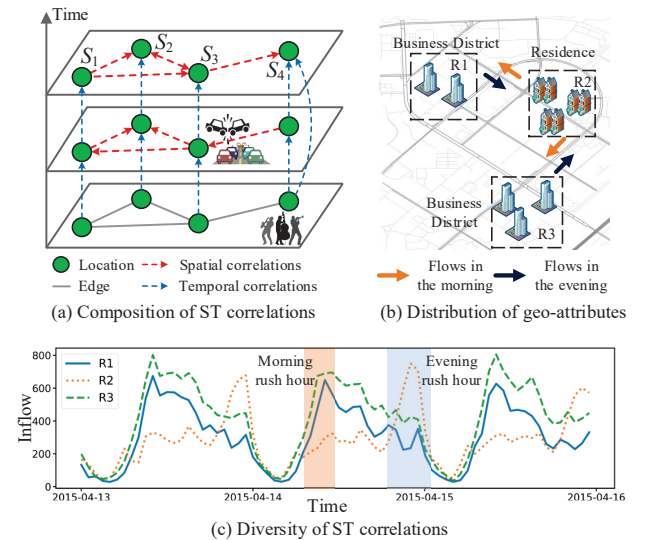 Time
S1
S2
S3
S4
Location
Spatial correlations
Edge
Temporal correlations
(a) Composition of ST correlations
Business District
R1
Residence
R2
Business
District
R3
Flows in
the morning
Flows in
the evening
(b) Distribution of geo-attributes
800
600
400
200
0
Inflow
R1
R2
R3
Morning
rush hour
Evening
rush hour
2015-04-13
2015-04-14
2015-04-15
2015-04-16
Time
(c) Diversity of ST correlations